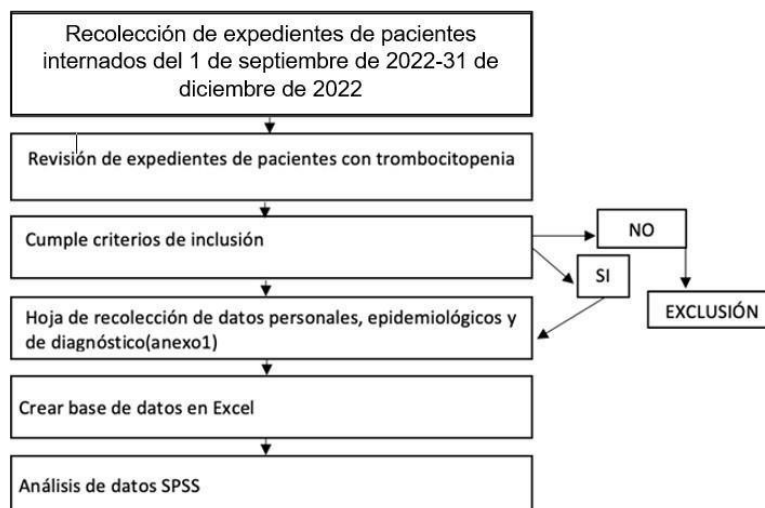 Recolección de expedientes de pacientes
internados del 1 de septiembre de 2022-31 de
diciembre de 2022
Revisión de expedientes de pacientes con trombocitopenia
Cumple criterios de inclusión
NO
SI
EXCLUSIÓN
Hoja de recolección de datos personales, epidemiológicos y
de diagnóstico(anexo1)
Crear base de datos en Excel
Análisis de datos SPSS